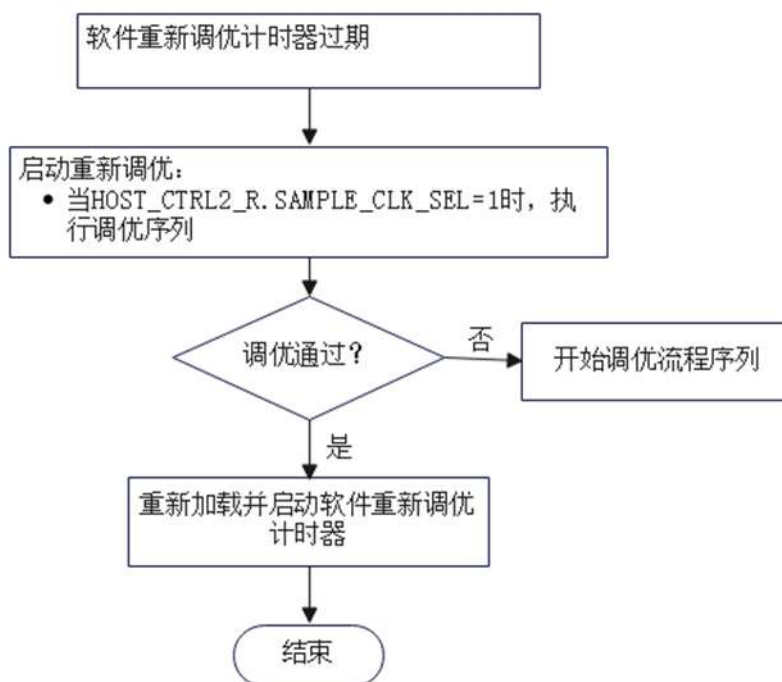 软件重新调优计时器过期
启动重新调优:
• 当HOST_CTRL2_R.SAMPLE_CLK_SEL=1时, 执
行调优序列
调优通过?
否
开始调优流程序列
是
重新加载并启动软件重新调优
计时器
结束